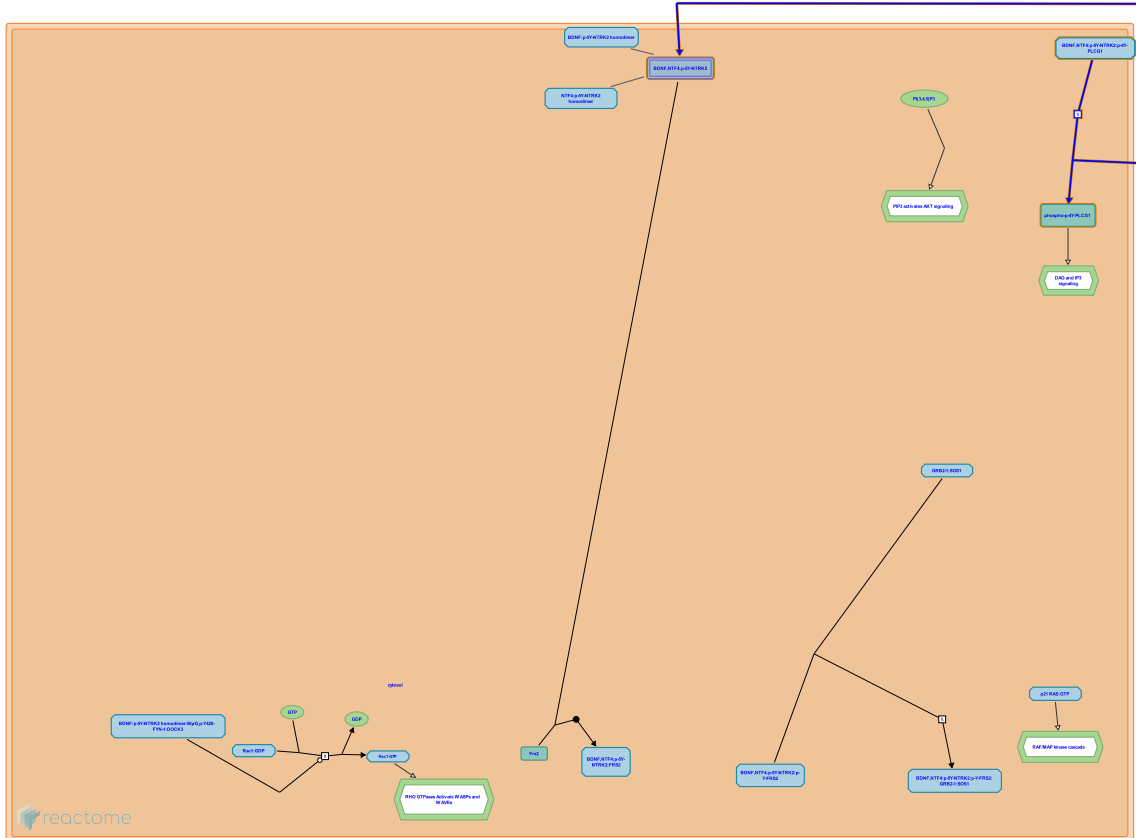 BDNF: p-5Y-NTRK2 homodimer
BDNF,NTF4:p-5Y-NTRK2
NTF4:p-5Y-NTRK2
homodimer
BDNF,NTF4:p-5Y-NTRK2:p-4Y-
PLCG1
PI(3,4,5)P3
PIP3 activates AKT signaling
phospho-p-4Y-PLCG1
DAG and IP3
signaling
GRB2-1:SOS1
cytosol
BDNF: p-5Y-NTRK2 homodimer:MyrG,p-Y420-
FYN-1:DOCK3
GTP
GDP
Rac1:GDP
Rac1:GTP
RHO GTPases Activate WASPs and
WAVEs
Frs2
BDNF,NTF4:p-5Y-
NTRK2:FRS2
BDNF,NTF4:p-5Y-NTRK2:p-
Y-FRS2
BDNF,NTF4:p-5Y-NTRK2:p-Y-FRS2:
GRB2-1:SOS1
p21 RAS:GTP
RAF/MAP kinase cascade
reactome